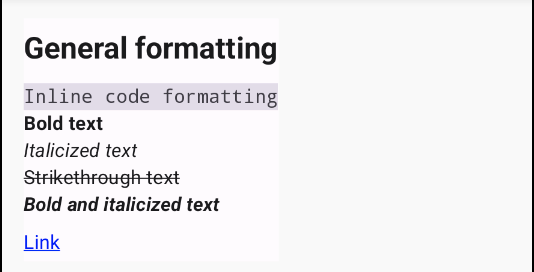 General formatting
Inline code formatting
Bold text
Italicized text
Strikethrough text
Bold and italicized text
Link